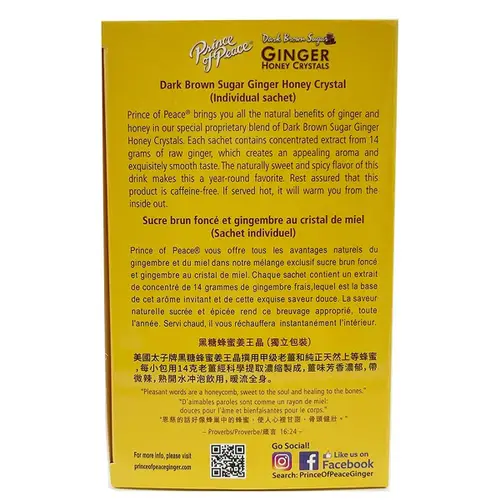 Prince of Peace®
Dark Brown Sugar
GINGER
HONEY CRYSTALS
Dark Brown Sugar Ginger Honey Crystal
(Individual sachet)
Prince of Peace® brings you all the natural benefits of ginger and
honey in our special proprietary blend of Dark Brown Sugar Ginger
Honey Crystals. Each sachet contains concentrated extract from 14
grams of raw ginger, which creates an appealing aroma and
exquisitely smooth taste. The naturally sweet and spicy flavor of this
drink makes this a year-round favorite. Rest assured that this
product is caffeine-free. If served hot, it will warm you from the
inside out.
Sucre brun foncé et gingembre au cristal de miel
(Sachet individuel)
Prince of Peace® vous offre tous les avantages naturels du
gingembre et du miel dans notre mélange exclusif sucre brun foncé
et gingembre au cristal de miel. Chaque sachet contient un extrait
de concentré de 14 grammes de gingembre frais,lequel est la base
de cet arôme invitant et de cette exquise saveur douce. La saveur
naturelle sucrée et épicée rend ce breuvage approprié, toute
l'année. Servi chaud, il vous réchauffera instantanément l'intérieur.
黑糖蜂蜜姜王晶 (獨立包裝)
美國太子牌黑糖蜂蜜姜王晶撰用甲級老薑和純正天然上等蜂蜜
，每小包用14克老薑經科學提取濃縮製成，薑味芳香濃郁，帶
微辣，熱開水冲泡飲用，暖流全身。
"Pleasant words are a honeycomb, sweet to the soul and healing to the bones."
"D'aimables paroles sont comme un rayon de miel:
douces pour l'âme et bienfaisantes pour le corps."
"恩慈的話好像蜂巢中的蜂蜜，使人心裡甘甜，骨頭健壯。"
– Proverbs/Proverbe/箴言 16:24 –
For more info, please visit
princeofpeaceginger.com
Go Social!
Like us on
Facebook
Search: PrinceOfPeaceGinger